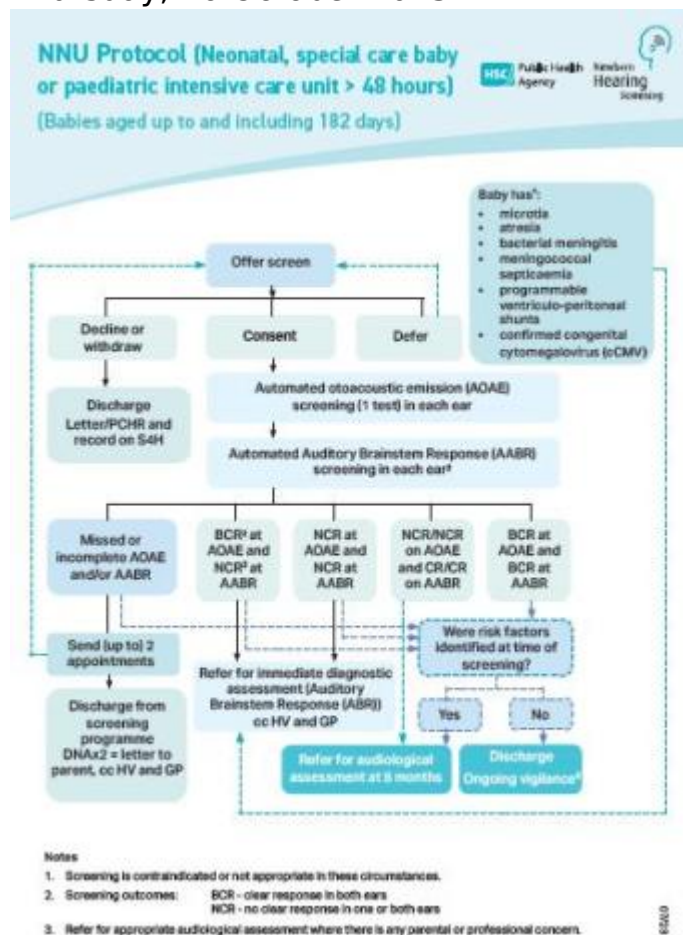 NNU Protocol (Neonatal, special care baby
or paediatric intensive care unit > 48 hours)
(Babies aged up to and including 182 days)
HSC Public Health
Agency
Newborn
Hearing
Screening
Baby has¹:
• microtia
• atresia
• bacterial meningitis
• meningococcal
septicaemia
• programmable
ventriculo-peritoneal
shunts
• confirmed congenital
cytomegalovirus (cCMV)
Offer screen
Decline or
withdraw
Consent
Defer
Discharge
Letter/PCHR and
record on S4H
Automated otoacoustic emission (AOAE)
screening (1 test) in each ear
Automated Auditory Brainstem Response (AABR)
screening in each ear
Missed or
incomplete AOAE
and/or AABR
BCR² at
AOAE and
NCR² at
AABR
NCR at
AOAE and
NCR at
AABR
NCR/NCR
on AOAE
and CR/CR
on AABR
BCR at
AOAE and
BCR at
AABR
Send (up to) 2
appointments
Were risk factors
identified at time of
screening?
Refer for immediate diagnostic
assessment (Auditory
Brainstem Response (ABR))
cc HV and GP
Yes
No
Discharge from
screening
programme
DNAx2 = letter to
parent, cc HV and GP
Refer for audiological
assessment at 8 months
Discharge
Ongoing vigilance³
Notes
1. Screening is contraindicated or not appropriate in these circumstances.
2. Screening outcomes: BCR - clear response in both ears
NCR - no clear response in one or both ears
3. Refer for appropriate audiological assessment where there is any parental or professional concern.